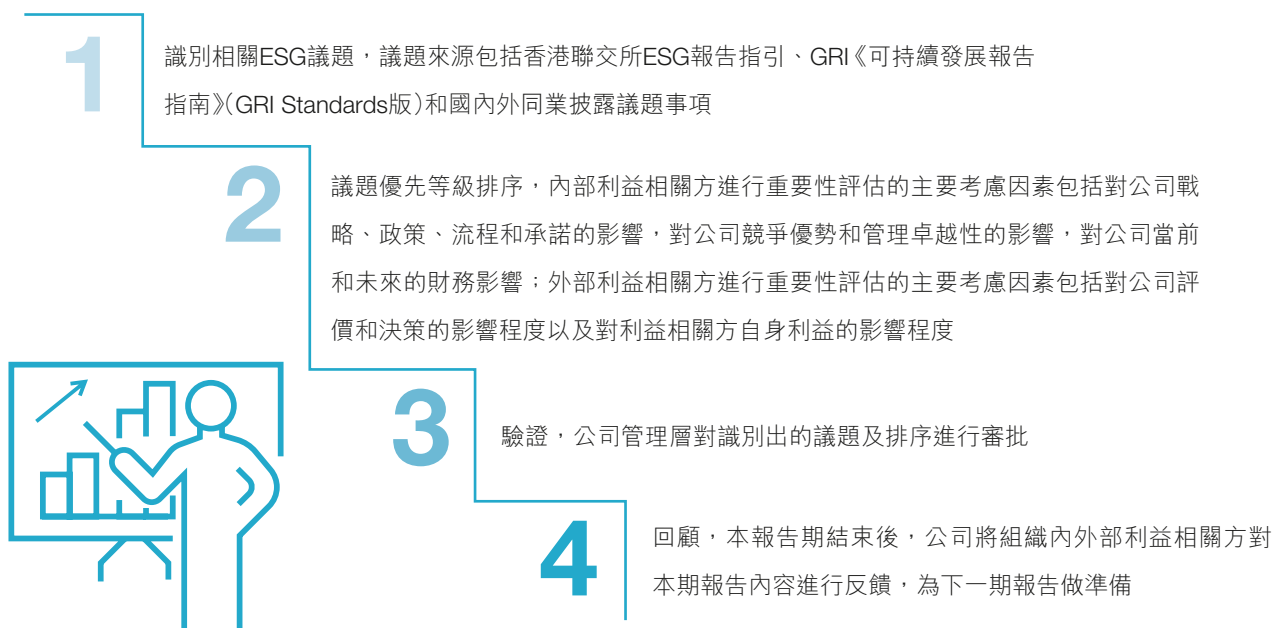 1
識別相關ESG議題，議題來源包括香港聯交所ESG報告指引、GRI《可持續發展報告
指南》（GRI Standards版）和國內外同業披露議題事項
2
議題優先等級排序，內部利益相關方進行重要性評估的主要考慮因素包括對公司戰
略、政策、流程和承諾的影響，對公司競爭優勢和管理卓越性的影響，對公司當前
和未來的財務影響；外部利益相關方進行重要性評估的主要考慮因素包括對公司評
價和決策的影響程度以及對利益相關方自身利益的影響程度
3
驗證，公司管理層對識別出的議題及排序進行審批
4
回顧，本報告期結束後，公司將組織內外部利益相關方對
本期報告內容進行反饋，為下一期報告做準備